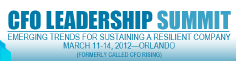 CFO LEADERSHIP SUMMIT
EMERGING TRENDS FOR SUSTAINING A RESILIENT COMPANY
MARCH 11-14, 2012—ORLANDO
(FORMERLY CALLED CFO RISING)